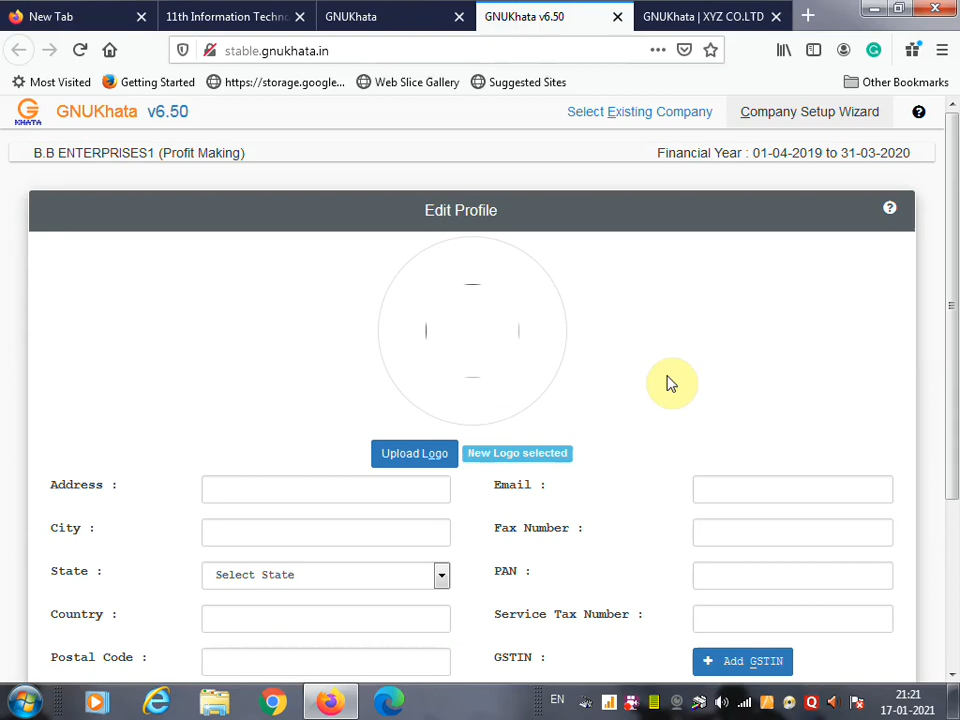 New Tab
11th Information Techno
GNUKhata
GNUKhata v6.50
GNUKhata | XYZ CO.LTD
stable.gnukhata.in
Most Visited
Getting Started
https://storage.google...
Web Slice Gallery
Suggested Sites
Other Bookmarks
KHATA
GNUKhata v6.50
Select Existing Company
Company Setup Wizard
B.B ENTERPRISES1 (Profit Making)
Financial Year : 01-04-2019 to 31-03-2020
Edit Profile
Upload Logo
New Logo selected
Address :
Email :
City :
Fax Number :
State :
Select State
PAN :
Country :
Service Tax Number :
Postal Code :
GSTIN :
+ Add GSTIN
EN
21:21
17-01-2021